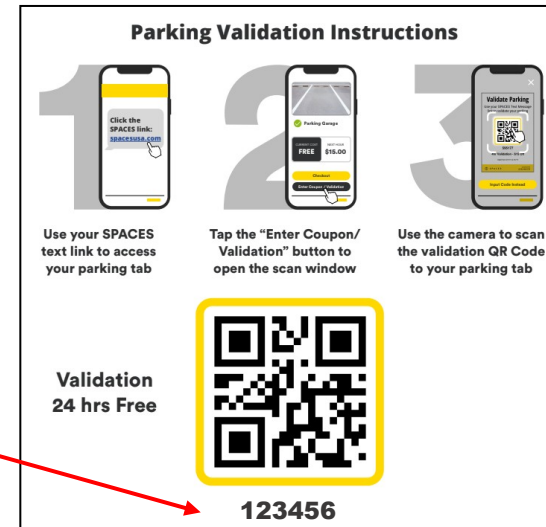 Parking Validation Instructions
1
Click the
SPACES link:
spacesusa.com
Use your SPACES
text link to access
your parking tab
2
Parking Garage
FREE
$15.00
Checkout
Enter Coupon / Validation
Tap the “Enter Coupon/
Validation” button to
open the scan window
3
Validate Parking
Input Code Instead
Use the camera to scan
the validation QR Code
to your parking tab
Validation
24 hrs Free
123456